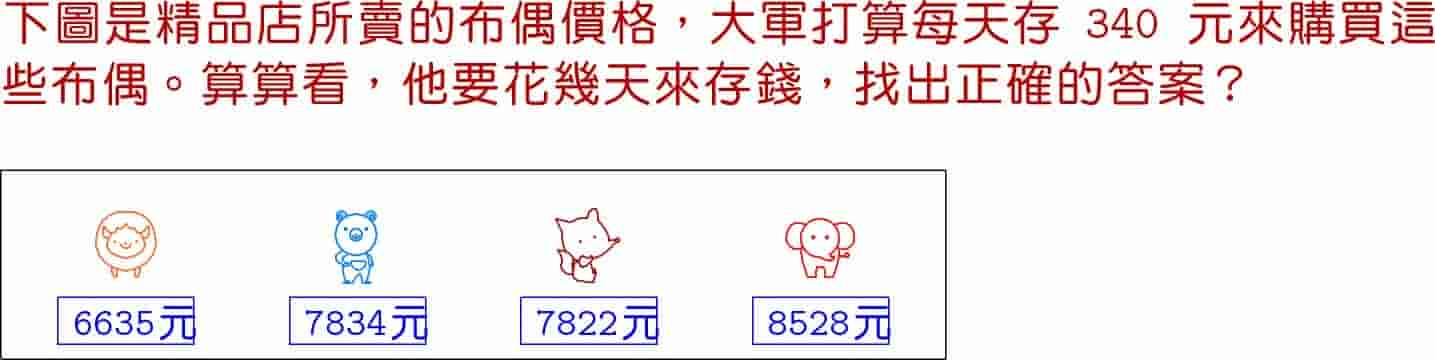 下圖是精品店所賣的布偶價格，大軍打算每天存 340 元來購買這
些布偶。算算看，他要花幾天來存錢，找出正確的答案？
6635元 7834元 7822元 8528元